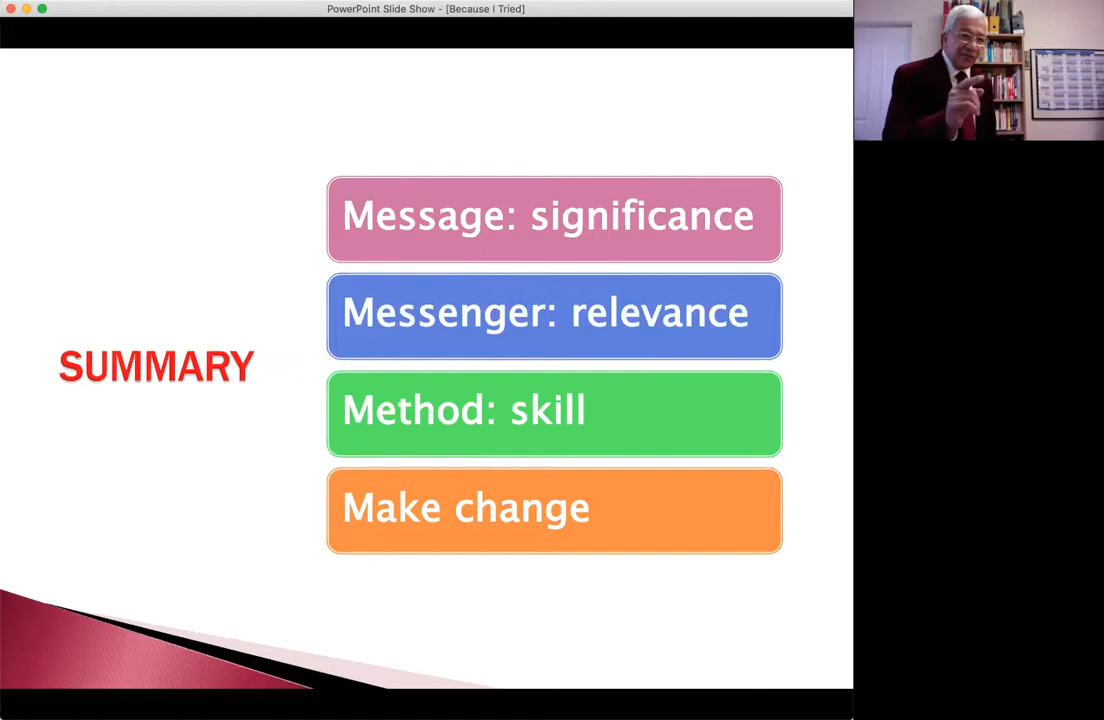 PowerPoint Slide Show - [Because I Tried]
SUMMARY
Message: significance
Messenger: relevance
Method: skill
Make change